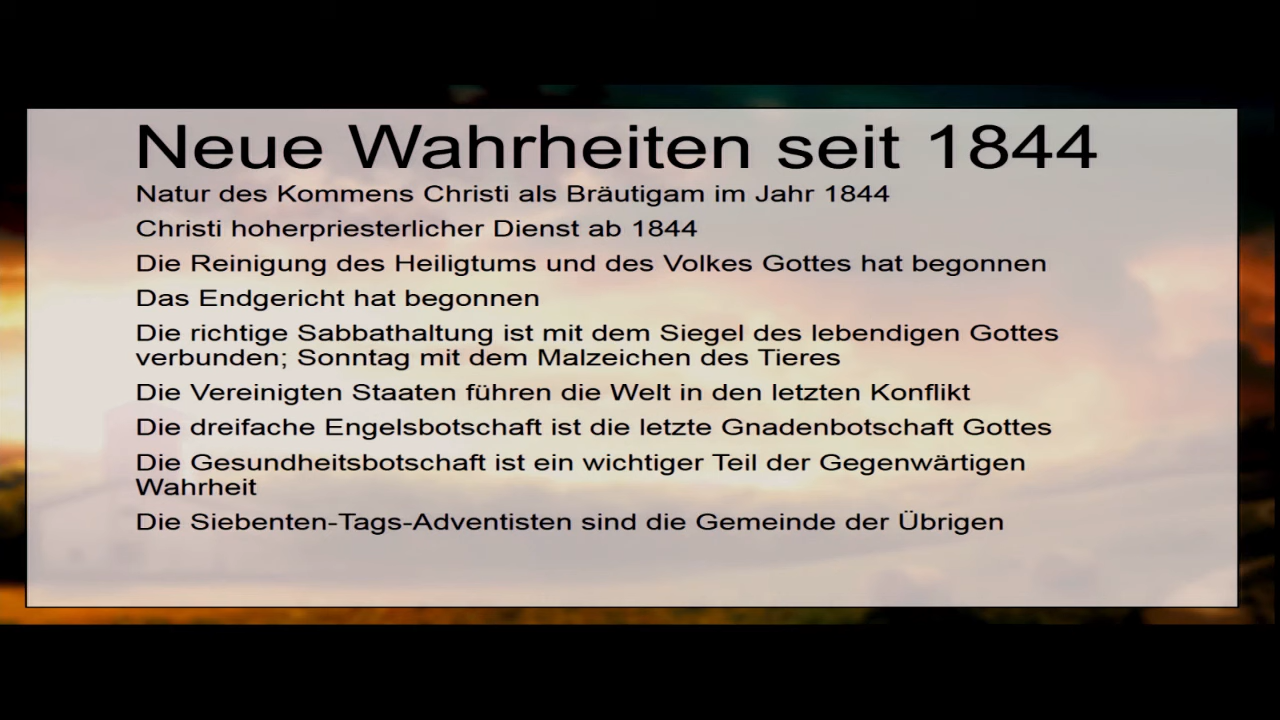 Neue Wahrheiten seit 1844
Natur des Kommens Christi als Bräutigam im Jahr 1844
Christi hoherpriesterlicher Dienst ab 1844
Die Reinigung des Heiligtums und des Volkes Gottes hat begonnen
Das Endgericht hat begonnen
Die richtige Sabbathaltung ist mit dem Siegel des lebendigen Gottes
verbunden; Sonntag mit dem Malzeichen des Tieres
Die Vereinigten Staaten führen die Welt in den letzten Konflikt
Die dreifache Engelsbotschaft ist die letzte Gnadenbotschaft Gottes
Die Gesundheitsbotschaft ist ein wichtiger Teil der Gegenwärtigen
Wahrheit
Die Siebenten-Tags-Adventisten sind die Gemeinde der Übrigen